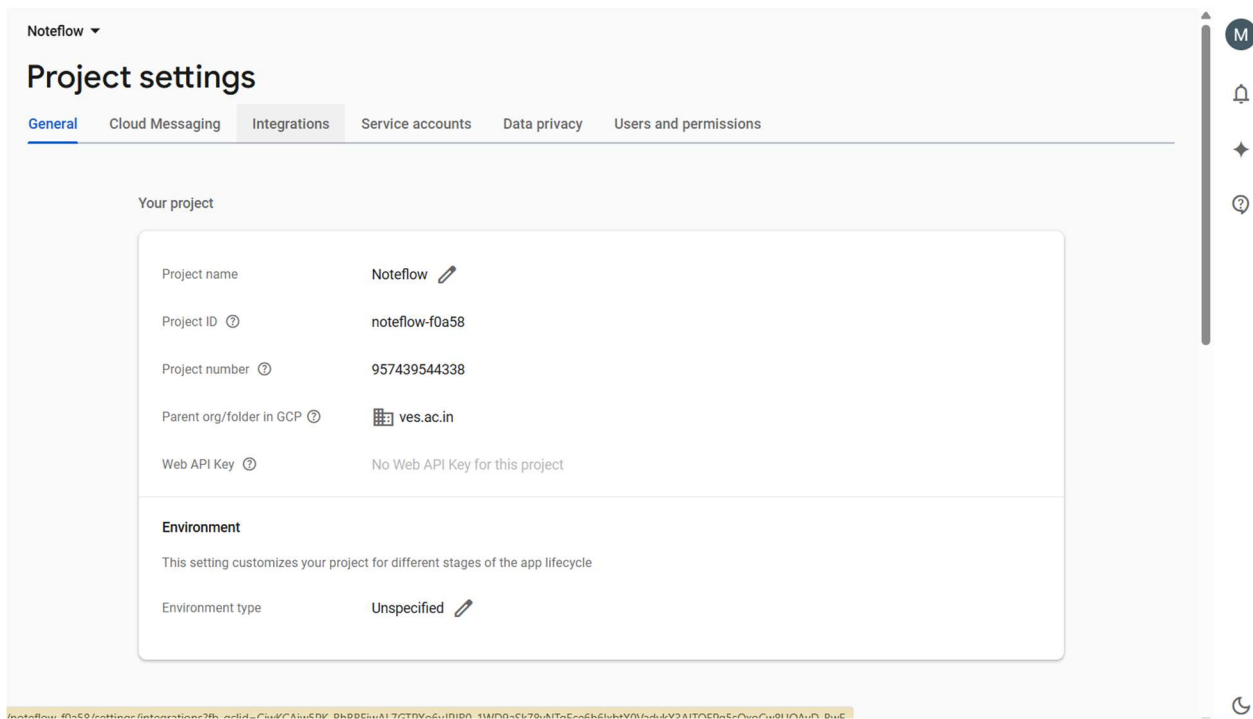 Noteflow
Project settings
General Cloud Messaging Integrations Service accounts Data privacy Users and permissions
M
Your project
Project name Noteflow
Project ID noteflow-f0a58
Project number 957439544338
Parent org/folder in GCP ves.ac.in
Web API Key No Web API Key for this project
Environment
This setting customizes your project for different stages of the app lifecycle
Environment type Unspecified